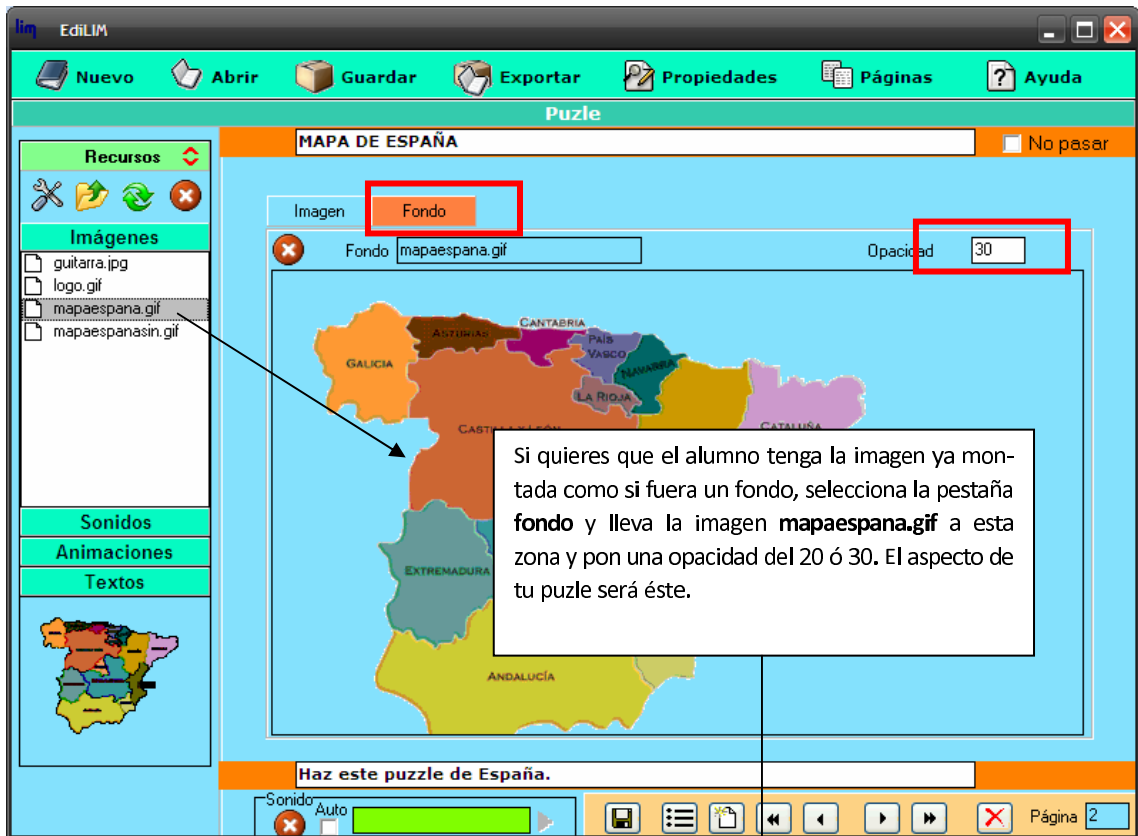 lim EdiLIM
Nuevo Abrir Guardar Exportar Propiedades Páginas Ayuda
Puzle
MAPA DE ESPAÑA
No pasar
Recursos
Imágenes
guitarra.jpg
logo.gif
mapaespana.gif
mapaespanasin.gif
Sonidos
Animaciones
Textos
Imagen Fondo
Fondo mapaespana.gif Opacidad 30
CANTABRIA
ASTURIAS
PAÍS
VASCO
GALICIA
NAVARRA
LA RIOJA
CASTILLA Y LEÓN
CATALUÑA
EXTREMADURA
ANDALUCÍA
Si quieres que el alumno tenga la imagen ya mon-
tada como si fuera un fondo, selecciona la pestaña
fondo y lleva la imagen mapaespana.gif a esta
zona y pon una opacidad del 20 ó 30. El aspecto de
tu puzle será éste.
Haz este puzzle de España.
Sonido
Auto
Página 2